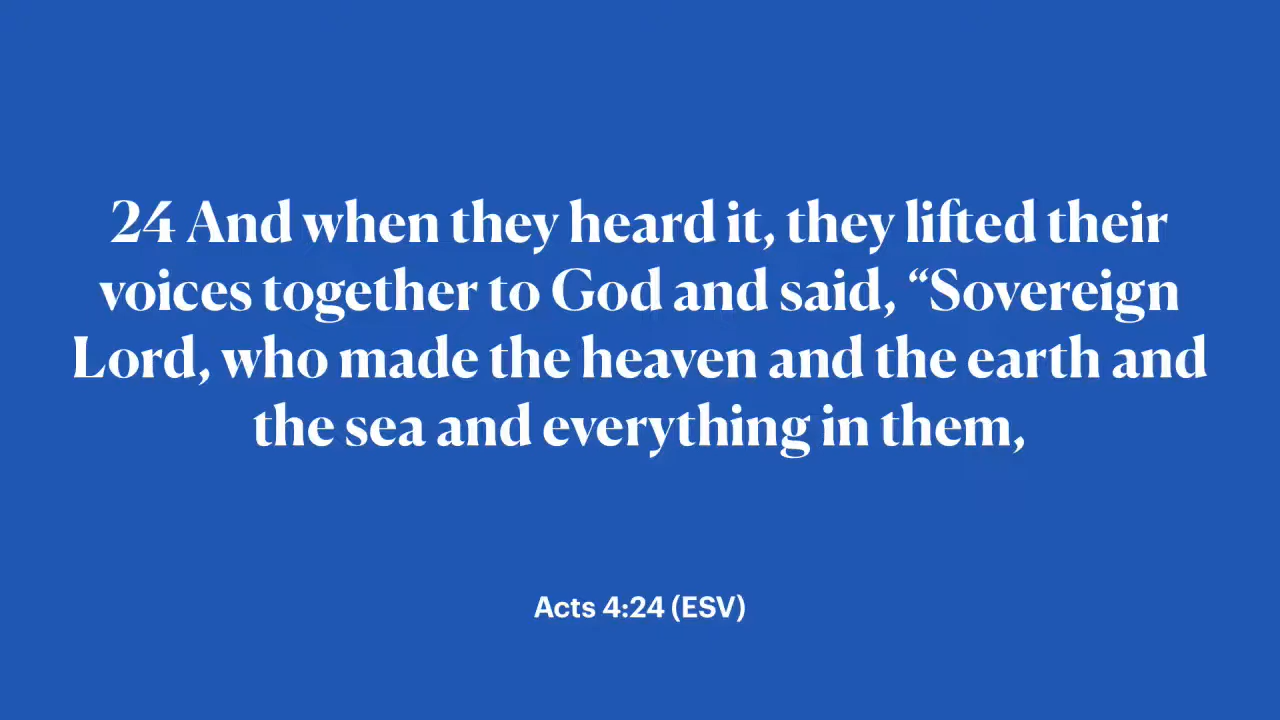 24 And when they heard it, they lifted their
voices together to God and said, “Sovereign
Lord, who made the heaven and the earth and
the sea and everything in them,
Acts 4:24 (ESV)